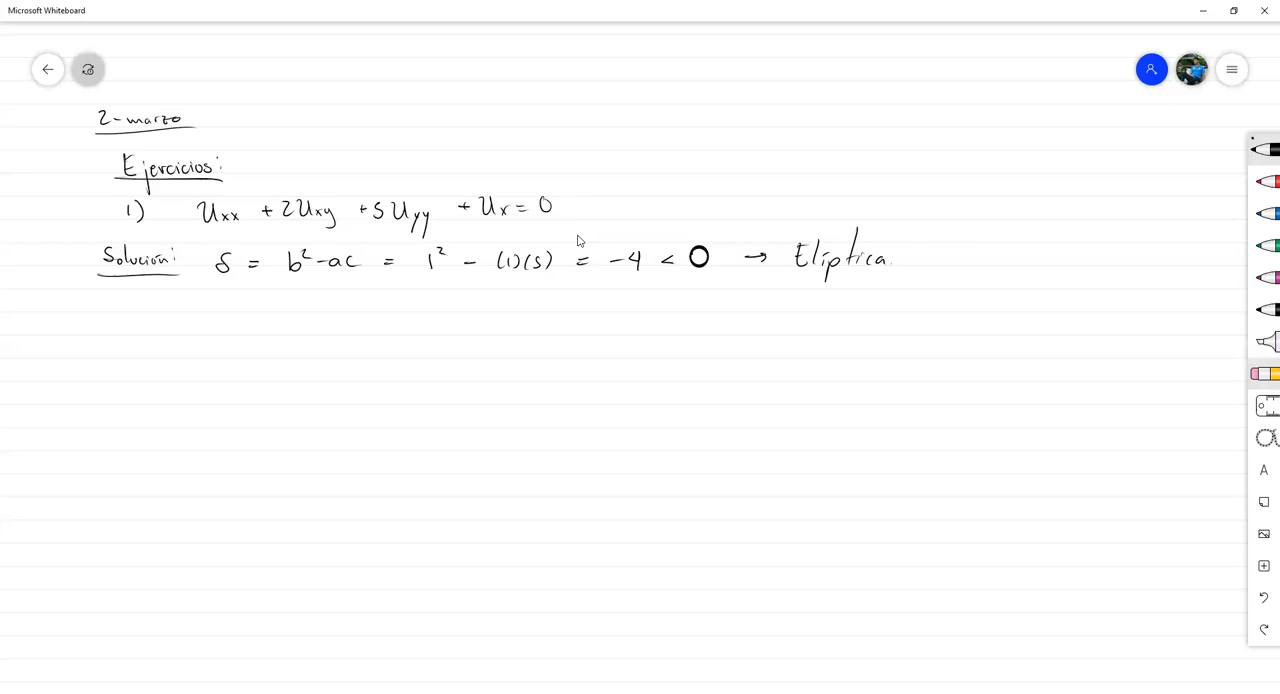 Microsoft Whiteboard
2-marzo
Ejercicios:
1) Uxx + 2Uxy + 5Uyy + Ux = 0
Solución: δ = b² - ac = 1² - (1)(5) = -4 < 0 → Elíptica.
A